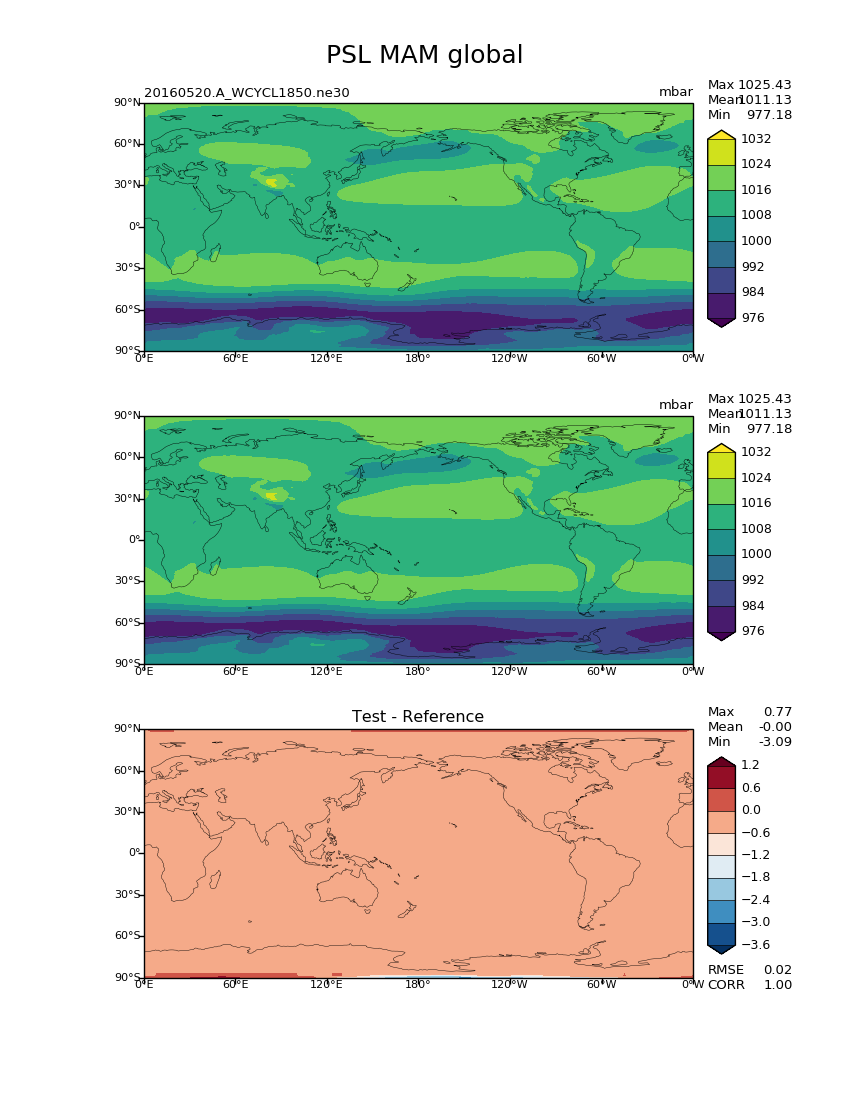 PSL MAM global
20160520.A_WCYCL1850.ne30
mbar
Max 1025.43
Mean 1011.13
Min 977.18
90°N
60°N
30°N
0°
30°S
60°S
90°S
0°E 60°E 120°E 180° 120°W 60°W 0°W
1032
1024
1016
1008
1000
992
984
976
mbar
Max 1025.43
Mean 1011.13
Min 977.18
90°N
60°N
30°N
0°
30°S
60°S
90°S
0°E 60°E 120°E 180° 120°W 60°W 0°W
1032
1024
1016
1008
1000
992
984
976
Test - Reference
Max 0.77
Mean -0.00
Min -3.09
90°N
60°N
30°N
0°
30°S
60°S
90°S
0°E 60°E 120°E 180° 120°W 60°W 0°W
1.2
0.6
0.0
−0.6
−1.2
−1.8
−2.4
−3.0
−3.6
RMSE 0.02
CORR 1.00